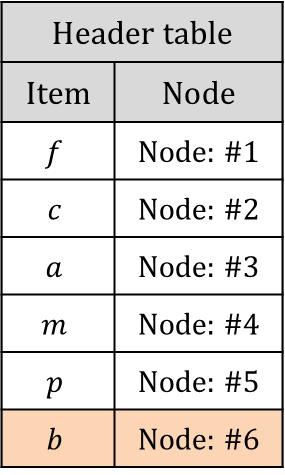 Header table
Item Node
f Node: #1
c Node: #2
a Node: #3
m Node: #4
p Node: #5
b Node: #6